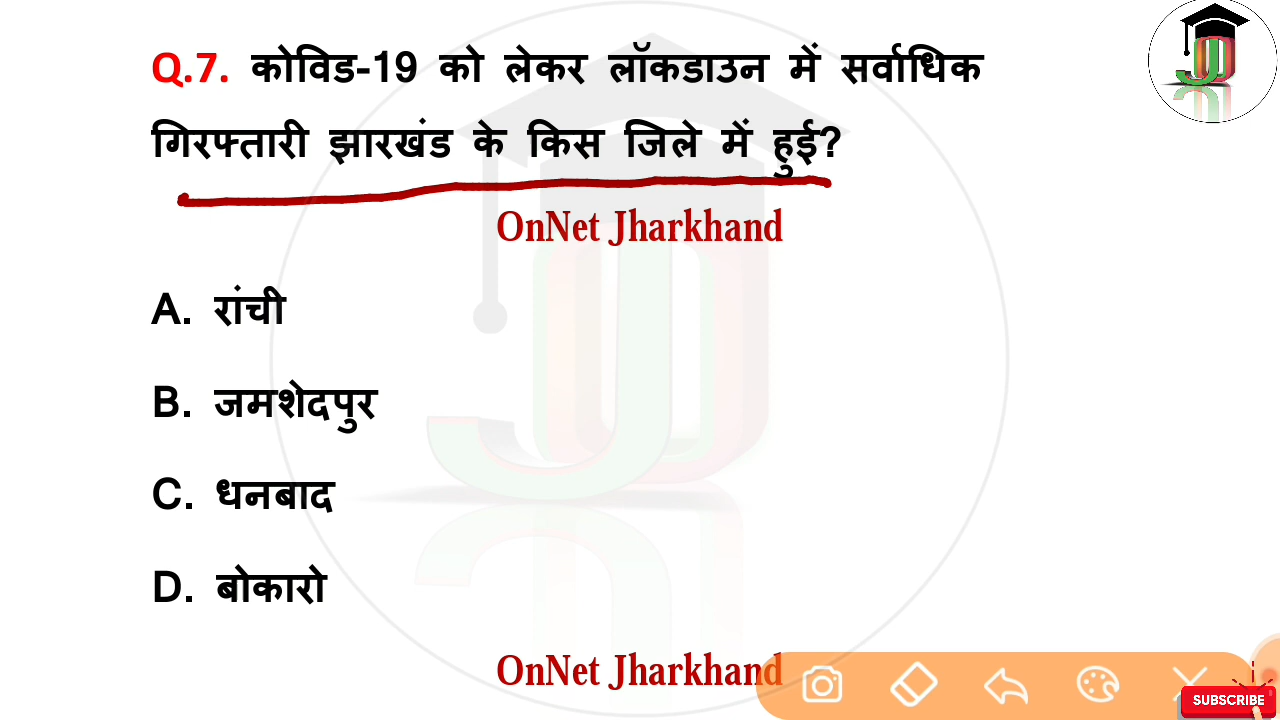 Q.7. कोविड-19 को लेकर लॉकडाउन में सर्वाधिक
गिरफ्तारी झारखंड के किस जिले में हुई?
OnNet Jharkhand
A. रांची
B. जमशेदपुर
C. धनबाद
D. बोकारो
OnNet Jharkhand
SUBSCRIBE